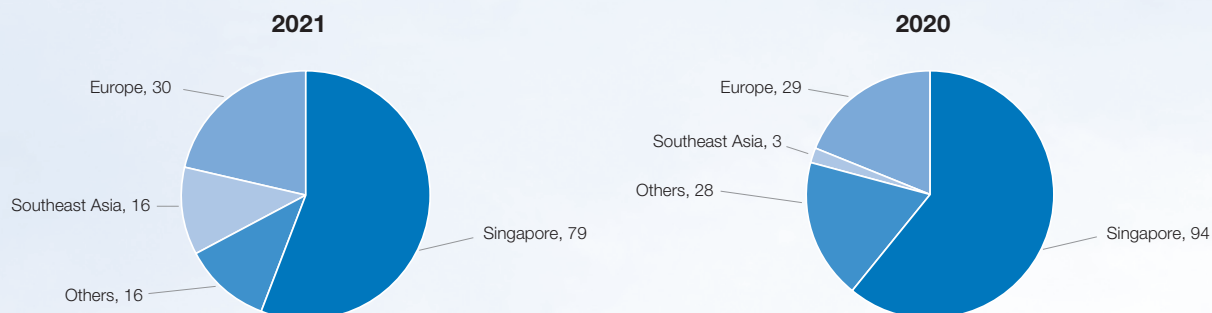 2021
Europe, 30
Southeast Asia, 16
Others, 16
Singapore, 79
2020
Europe, 29
Southeast Asia, 3
Others, 28
Singapore, 94